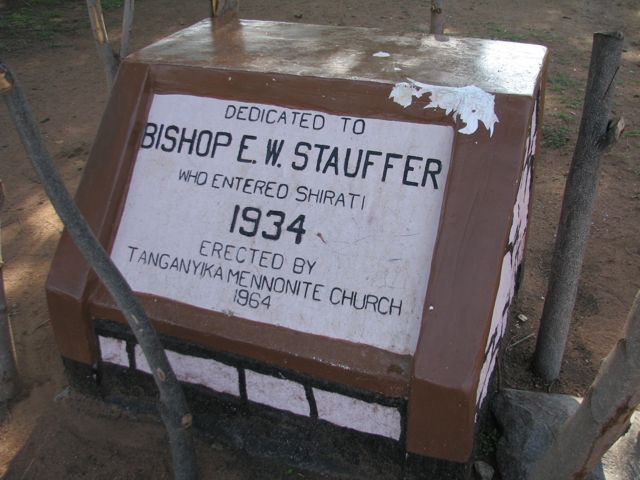 DEDICATED TO
BISHOP E. W. STAUFFER
WHO ENTERED SHIRATI
1934
ERECTED BY
TANGANYIKA MENNONITE CHURCH
1964